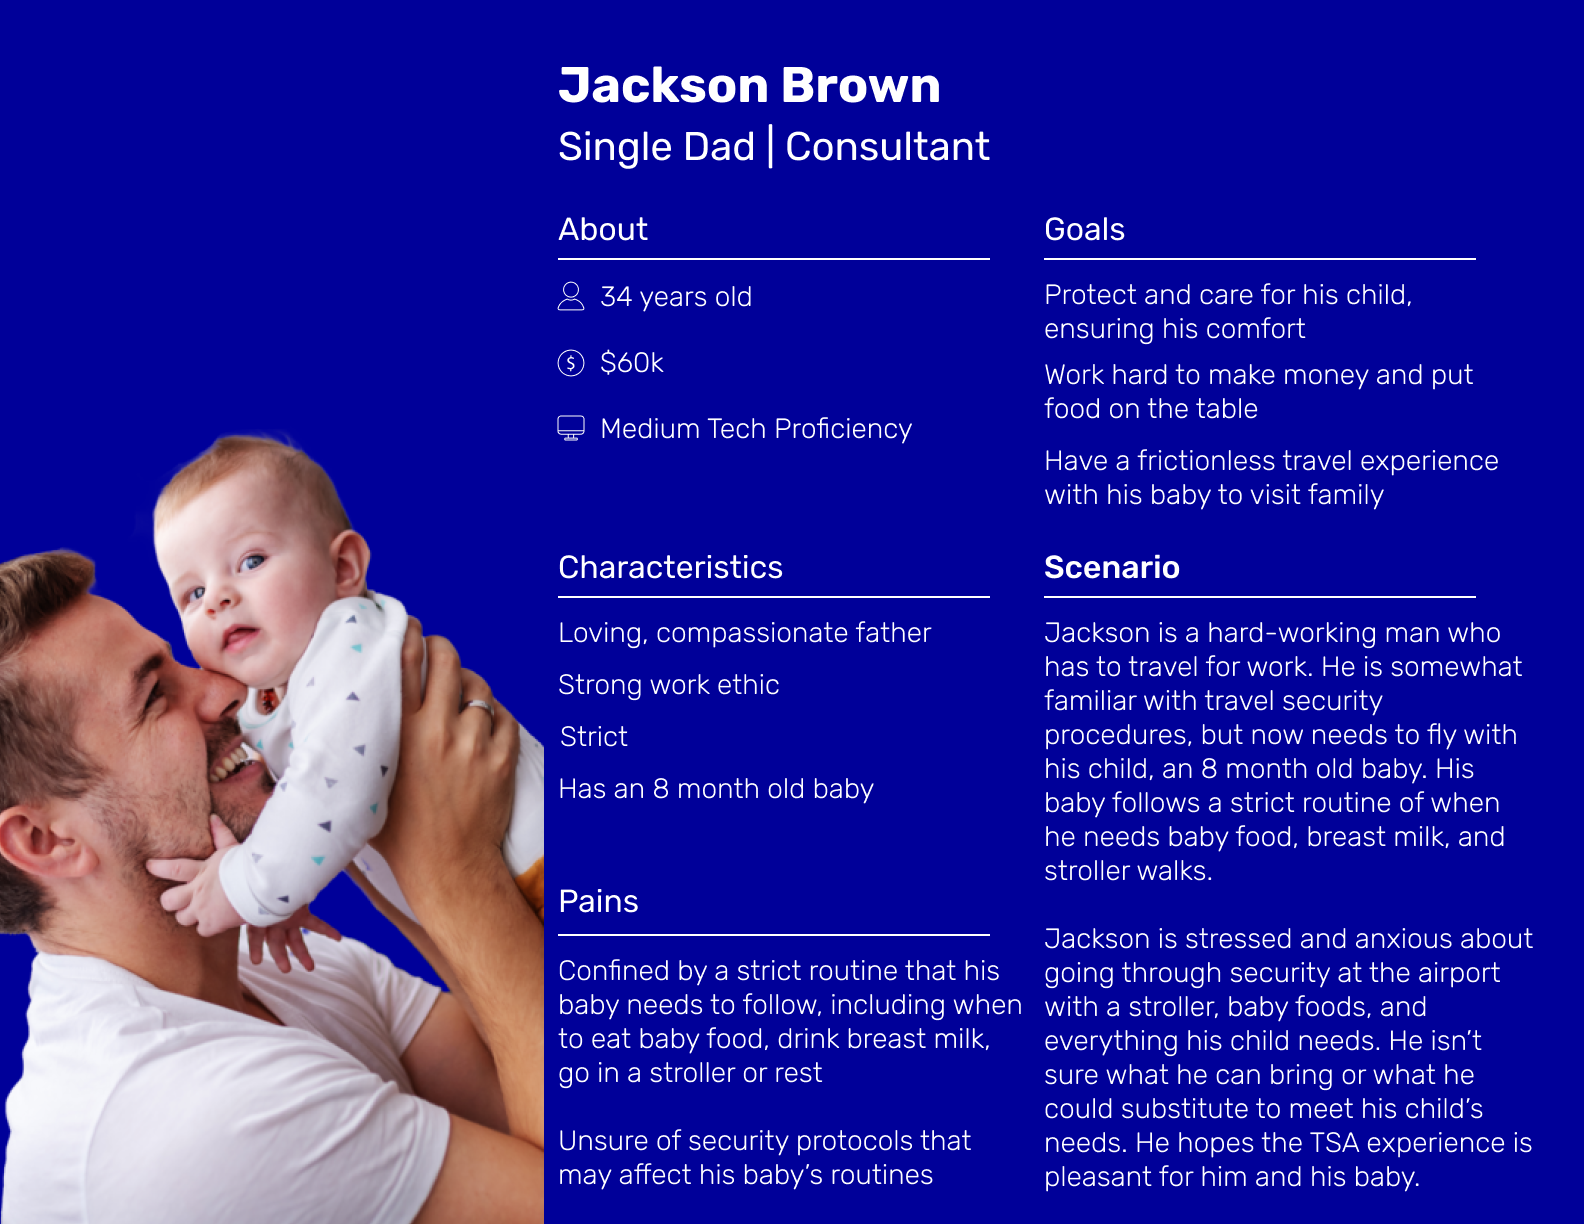 Jackson Brown
Single Dad | Consultant
About
34 years old
$60k
Medium Tech Proficiency
Goals
Protect and care for his child,
ensuring his comfort
Work hard to make money and put
food on the table
Have a frictionless travel experience
with his baby to visit family
Characteristics
Loving, compassionate father
Strong work ethic
Strict
Has an 8 month old baby
Pains
Confined by a strict routine that his
baby needs to follow, including when
to eat baby food, drink breast milk,
go in a stroller or rest
Unsure of security protocols that
may affect his baby’s routines
Scenario
Jackson is a hard-working man who
has to travel for work. He is somewhat
familiar with travel security
procedures, but now needs to fly with
his child, an 8 month old baby. His
baby follows a strict routine of when
he needs baby food, breast milk, and
stroller walks.
Jackson is stressed and anxious about
going through security at the airport
with a stroller, baby foods, and
everything his child needs. He isn’t
sure what he can bring or what he
could substitute to meet his child’s
needs. He hopes the TSA experience is
pleasant for him and his baby.